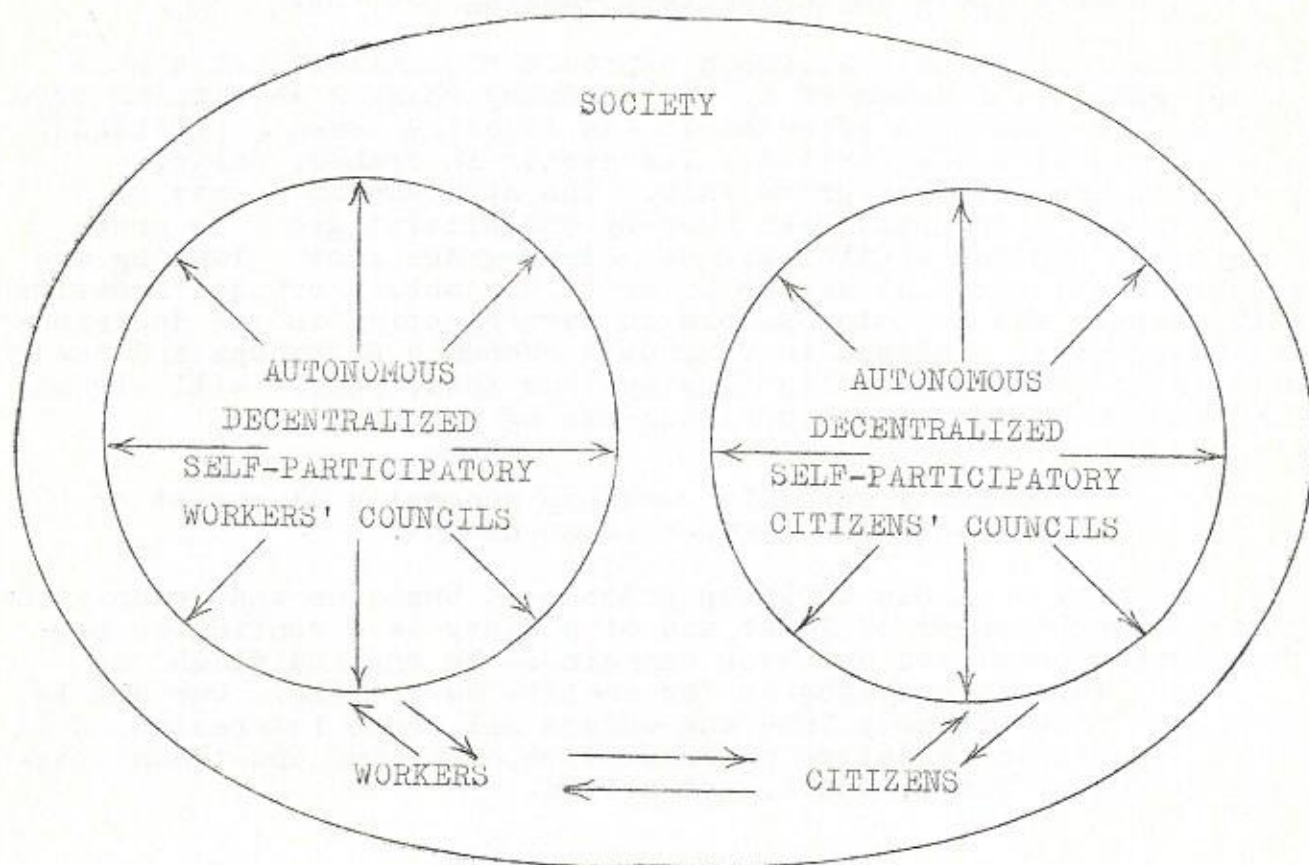 SOCIETY
AUTONOMOUS
DECENTRALIZED
SELF-PARTICIPATORY
WORKERS' COUNCILS
AUTONOMOUS
DECENTRALIZED
SELF-PARTICIPATORY
CITIZENS' COUNCILS
WORKERS
CITIZENS